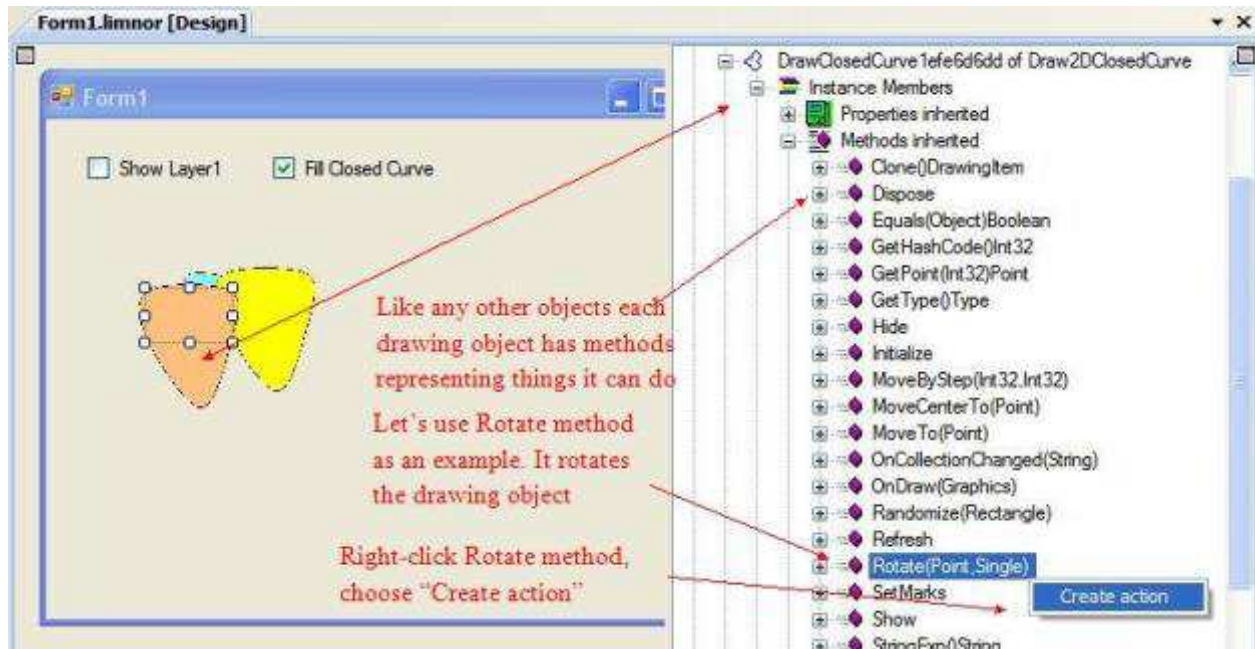 Form1.limnor [Design]
Form1
Show Layer1
Fill Closed Curve
Like any other objects each
drawing object has methods
representing things it can do
Let's use Rotate method
as an example. It rotates
the drawing object
Right-click Rotate method,
choose “Create action”
DrawClosedCurve1efe6d6dd of Draw2DClosedCurve
Instance Members
Properties inherited
Methods inherited
Clone()DrawingItem
Dispose
Equals(Object)Boolean
GetHashCode()Int32
GetPoint(Int32)Point
GetType()Type
Hide
Initialize
MoveByStep(Int32,Int32)
MoveCenterTo(Point)
MoveTo(Point)
OnCollectionChanged(String)
OnDraw(Graphics)
Randomize(Rectangle)
Refresh
Rotate(Point,Single)
SetMarks
Create action
Show
StringExp()String